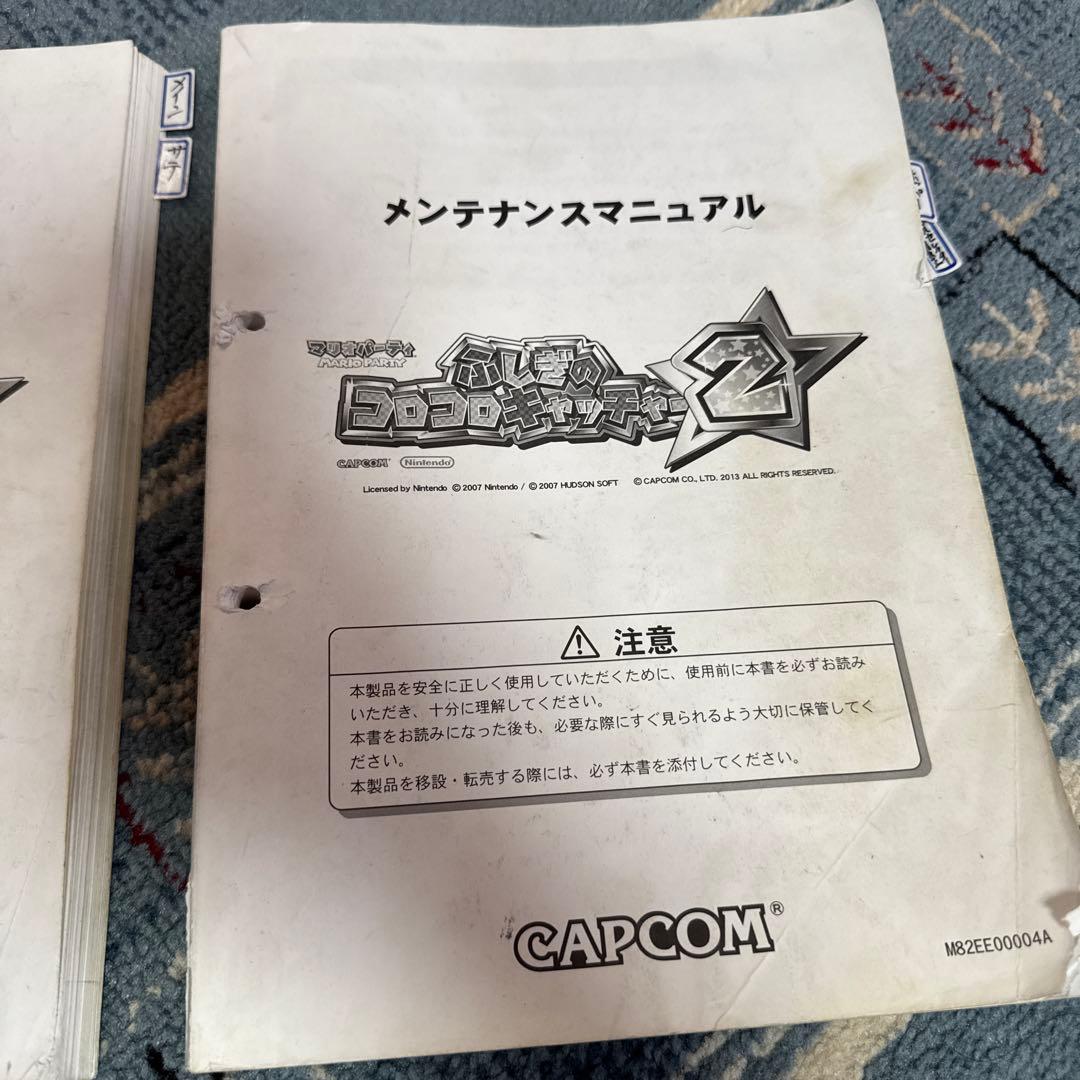 メイン
サテ
メンテナンスマニュアル
マリオパーティ
MARIO PARTY
ふしぎの
コロコロキャッチャー2
CAPCOM Nintendo
Licensed by Nintendo © 2007 Nintendo / © 2007 HUDSON SOFT © CAPCOM CO., LTD. 2013 ALL RIGHTS RESERVED.
注意
本製品を安全に正しく使用していただくために、使用前に本書を必ずお読み
いただき、十分に理解してください。
本書をお読みになった後も、必要な際にすぐ見られるよう大切に保管してく
ださい。
本製品を移設・転売する際には、必ず本書を添付してください。
CAPCOM®
M82EE00004A